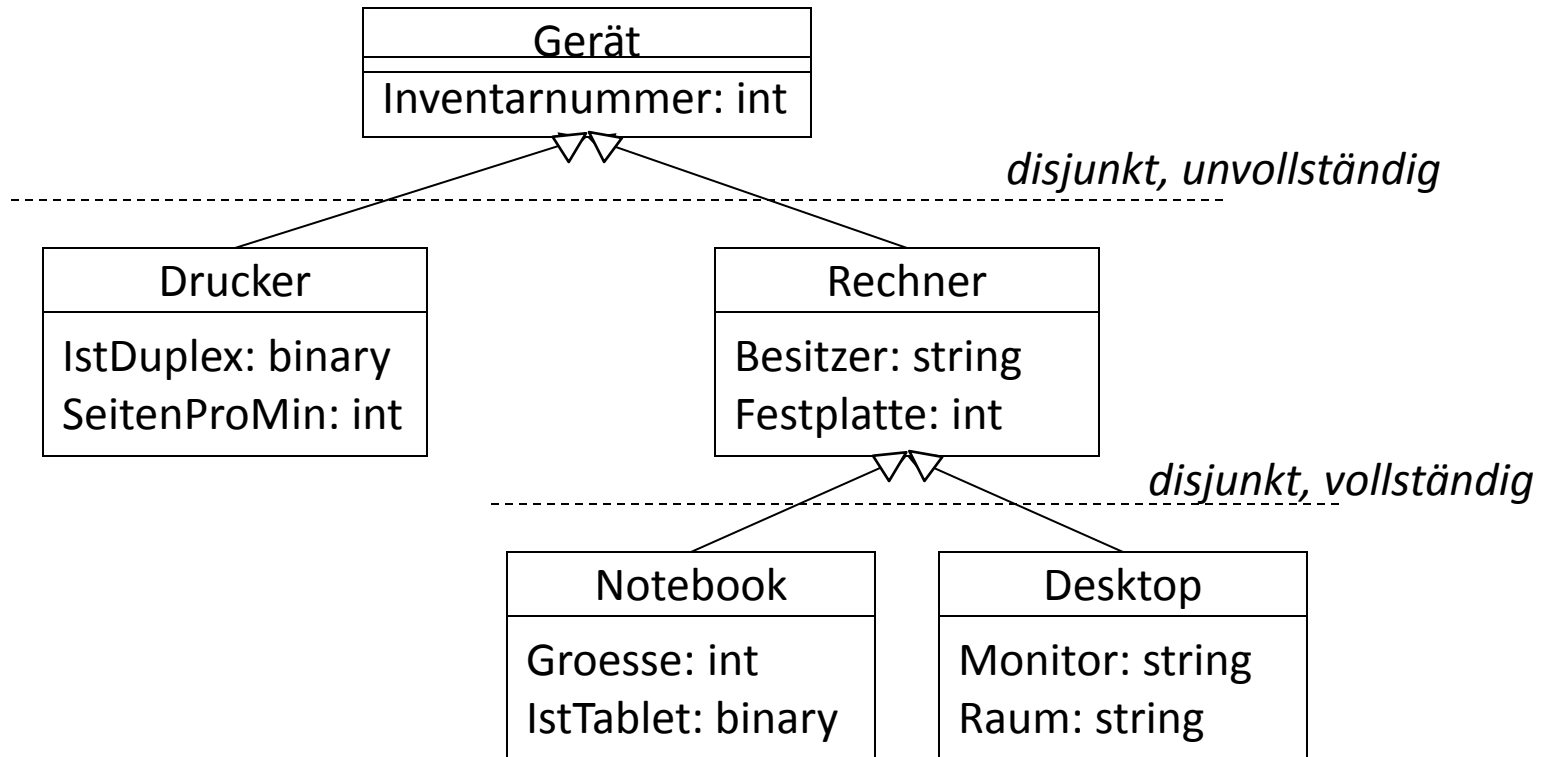 Gerät
Inventarnummer: int
disjunkt, unvollständig
Drucker
IstDuplex: binary
SeitenProMin: int
Rechner
Besitzer: string
Festplatte: int
disjunkt, vollständig
Notebook
Groesse: int
IstTablet: binary
Desktop
Monitor: string
Raum: string